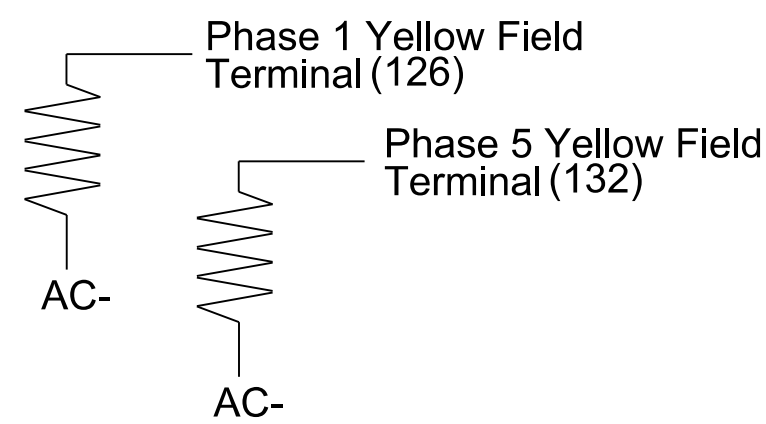 Phase 1 Yellow Field
Terminal (126)
Phase 5 Yellow Field
Terminal (132)
AC-
AC-